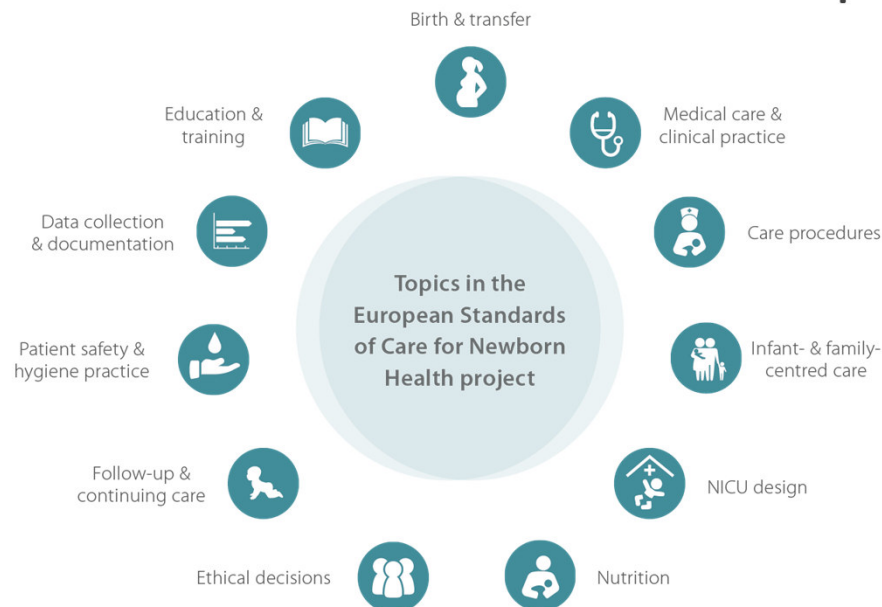 Birth & transfer
Medical care &
clinical practice
Care procedures
Infant- & family-
centred care
NICU design
Nutrition
Ethical decisions
Follow-up &
continuing care
Patient safety &
hygiene practice
Data collection
& documentation
Education &
training
Topics in the
European Standards
of Care for Newborn
Health project